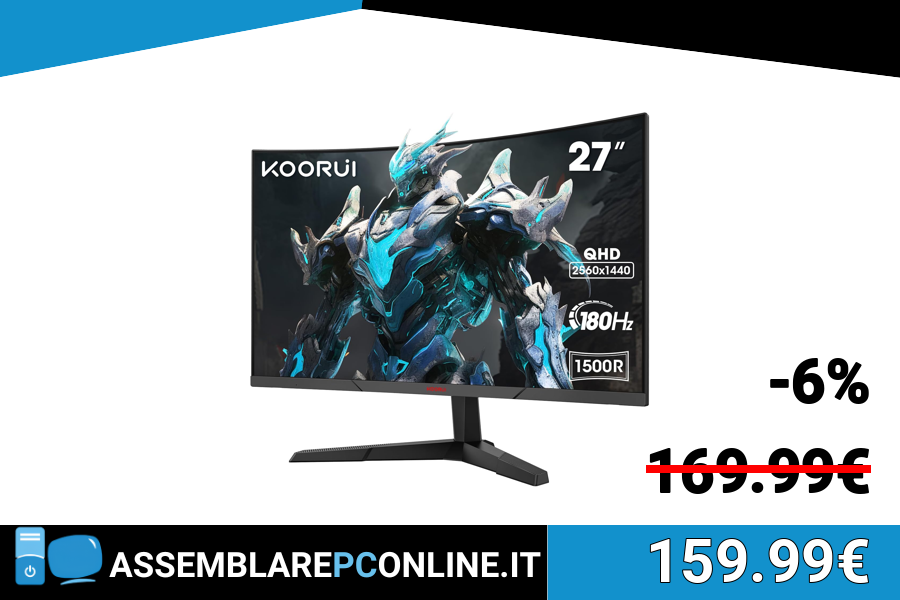 KOORUI
27"
QHD
2560x1440
180Hz
1500R
-6%
169.99€
ASSEMBLAREPCONLINE.IT
159.99€